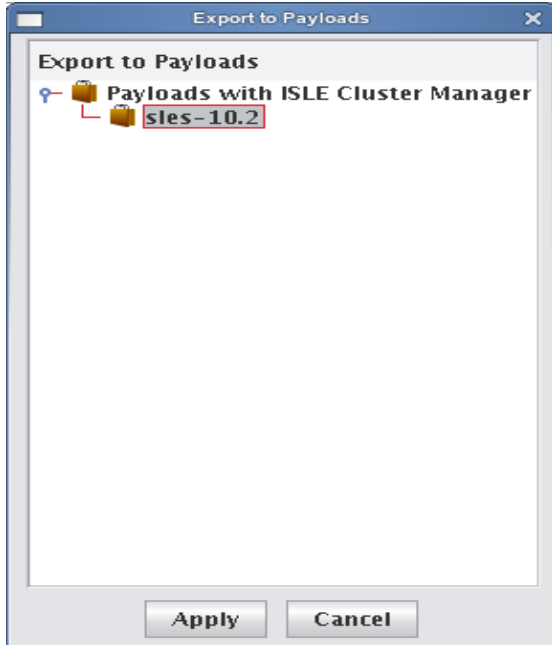 Export to Payloads
Export to Payloads
Payloads with ISLE Cluster Manager
sles-10.2
Apply Cancel